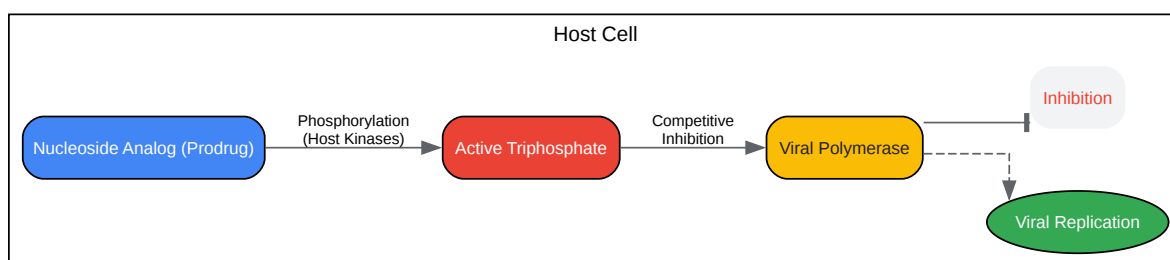 Host Cell
Nucleoside Analog (Prodrug)
Phosphorylation
(Host Kinases)
Active Triphosphate
Competitive
Inhibition
Viral Polymerase
Inhibition
Viral Replication